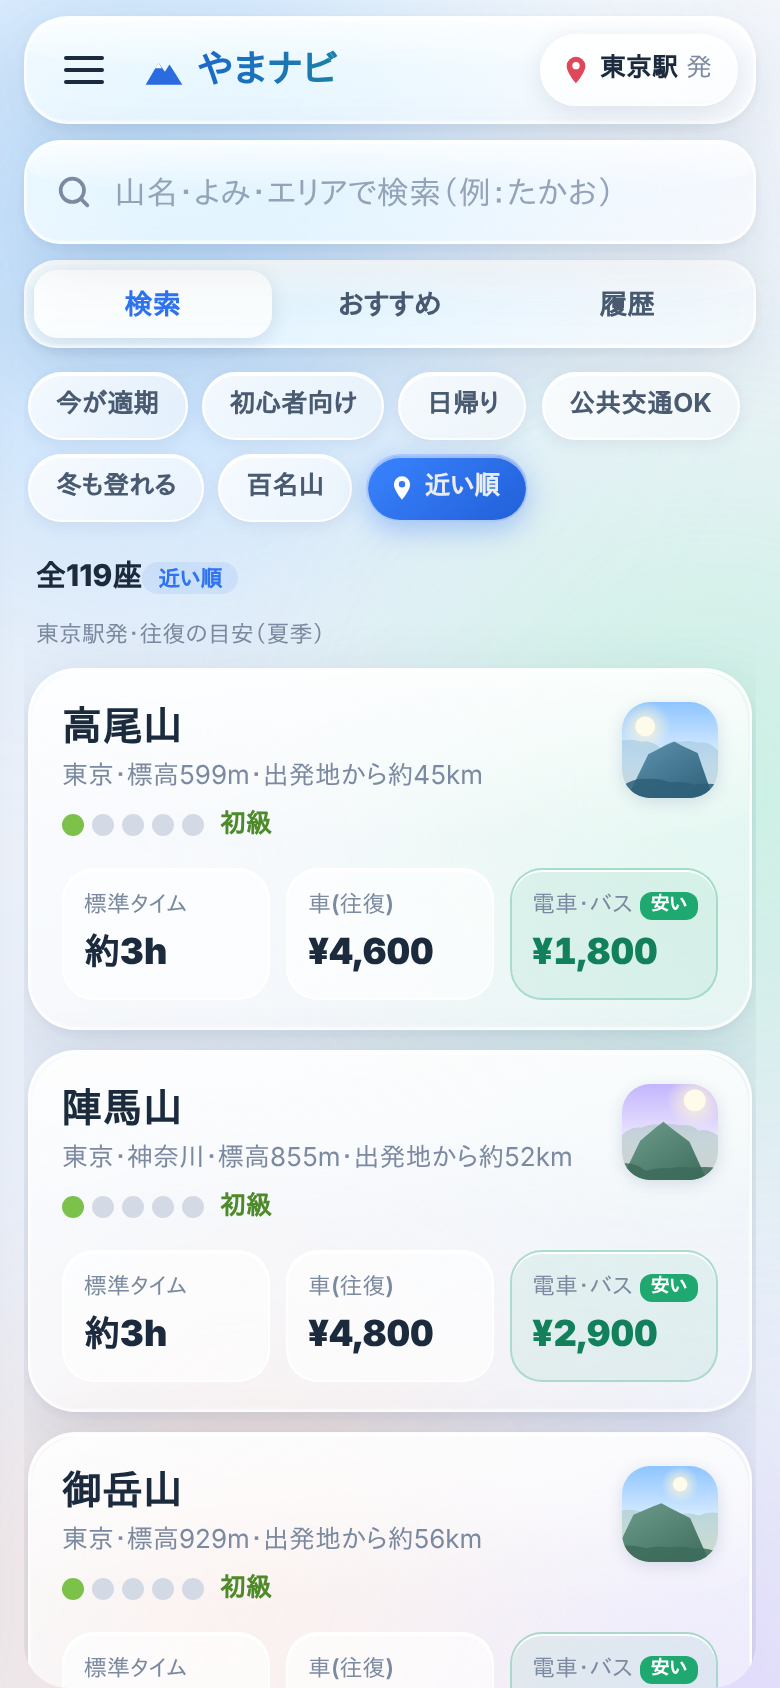 やまナビ
東京駅 発
山名・よみ・エリアで検索（例：たかお）
検索 おすすめ 履歴
今が適期 初心者向け 日帰り 公共交通OK
冬も登れる 百名山 近い順
全119座 近い順
東京駅発・往復の目安（夏季）
高尾山
東京・標高599m・出発地から約45km
初級
標準タイム 車(往復) 電車・バス 安い
約3h ¥4,600 ¥1,800
陣馬山
東京・神奈川・標高855m・出発地から約52km
初級
標準タイム 車(往復) 電車・バス 安い
約3h ¥4,800 ¥2,900
御岳山
東京・標高929m・出発地から約56km
初級
標準タイム 車(往復) 電車・バス 安い